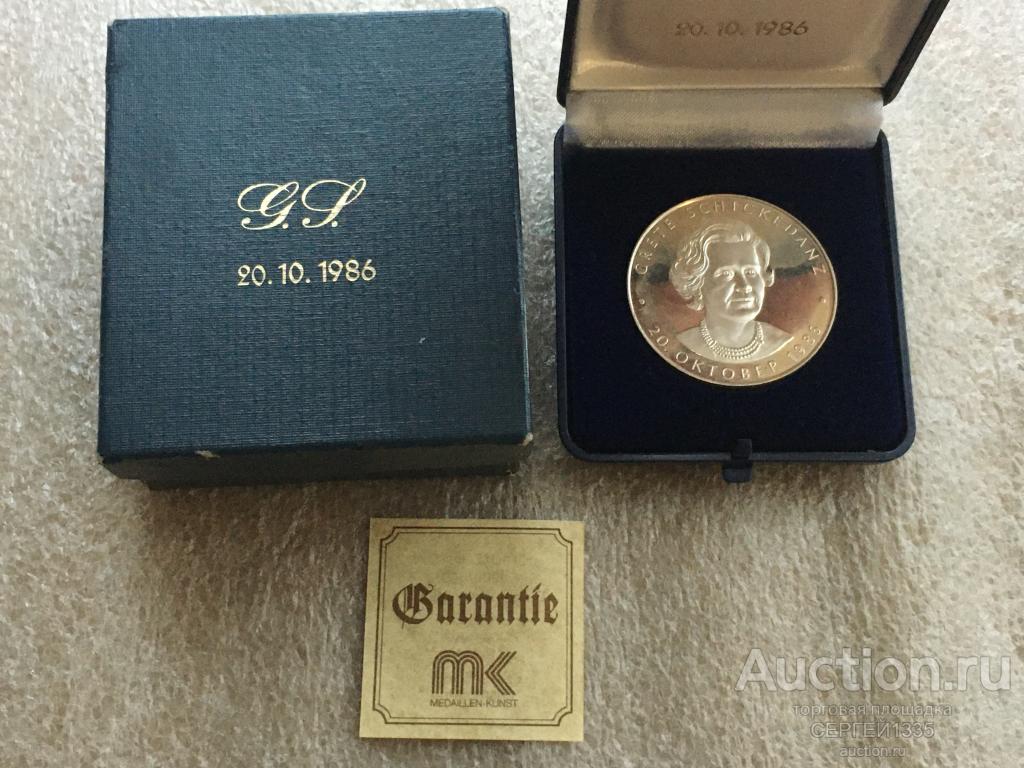 G.S.
20.10.1986
20.10.1986
GRETE SCHICKEDANZ
20. OKTOBER 1986
Garantie
mk
MEDAILLEN-KUNST
Auction.ru
торговая площадка
СЕРГЕЙ1335
auction.ru